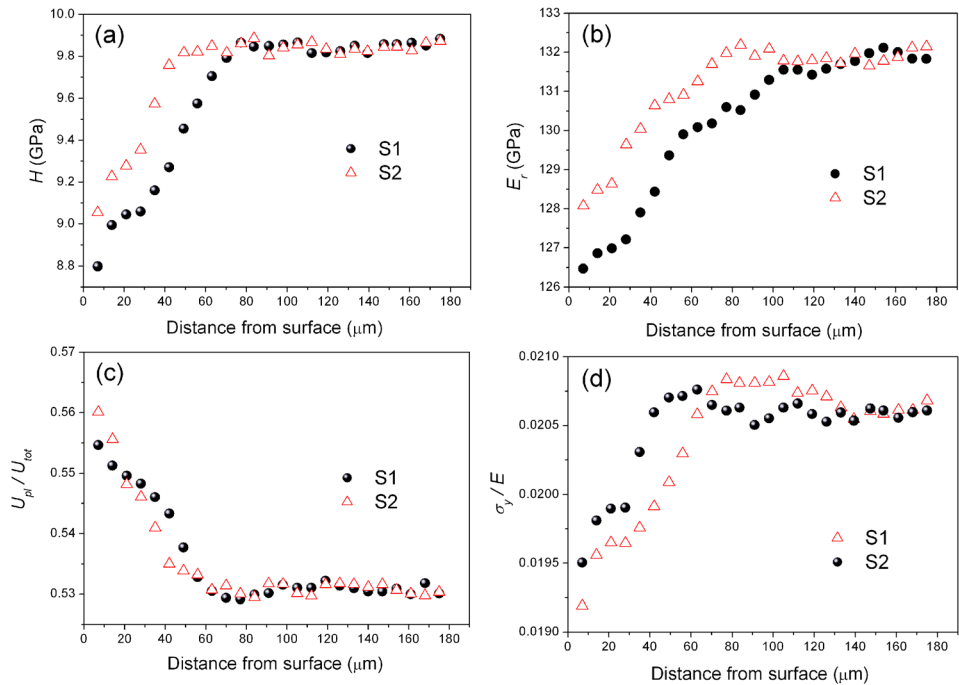 (a)
10.0
9.8
9.6
9.4
9.2
9.0
8.8
H (GPa)
S1
S2
0 20 40 60 80 100 120 140 160 180
Distance from surface (μm)
(b)
133
132
131
130
129
128
127
126
E_r (GPa)
S1
S2
0 20 40 60 80 100 120 140 160 180
Distance from surface (μm)
(c)
0.57
0.56
0.55
0.54
0.53
U_pl / U_tot
S1
S2
0 20 40 60 80 100 120 140 160 180
Distance from surface (μm)
(d)
0.0210
0.0205
0.0200
0.0195
0.0190
σ_y / E
S1
S2
0 20 40 60 80 100 120 140 160 180
Distance from surface (μm)